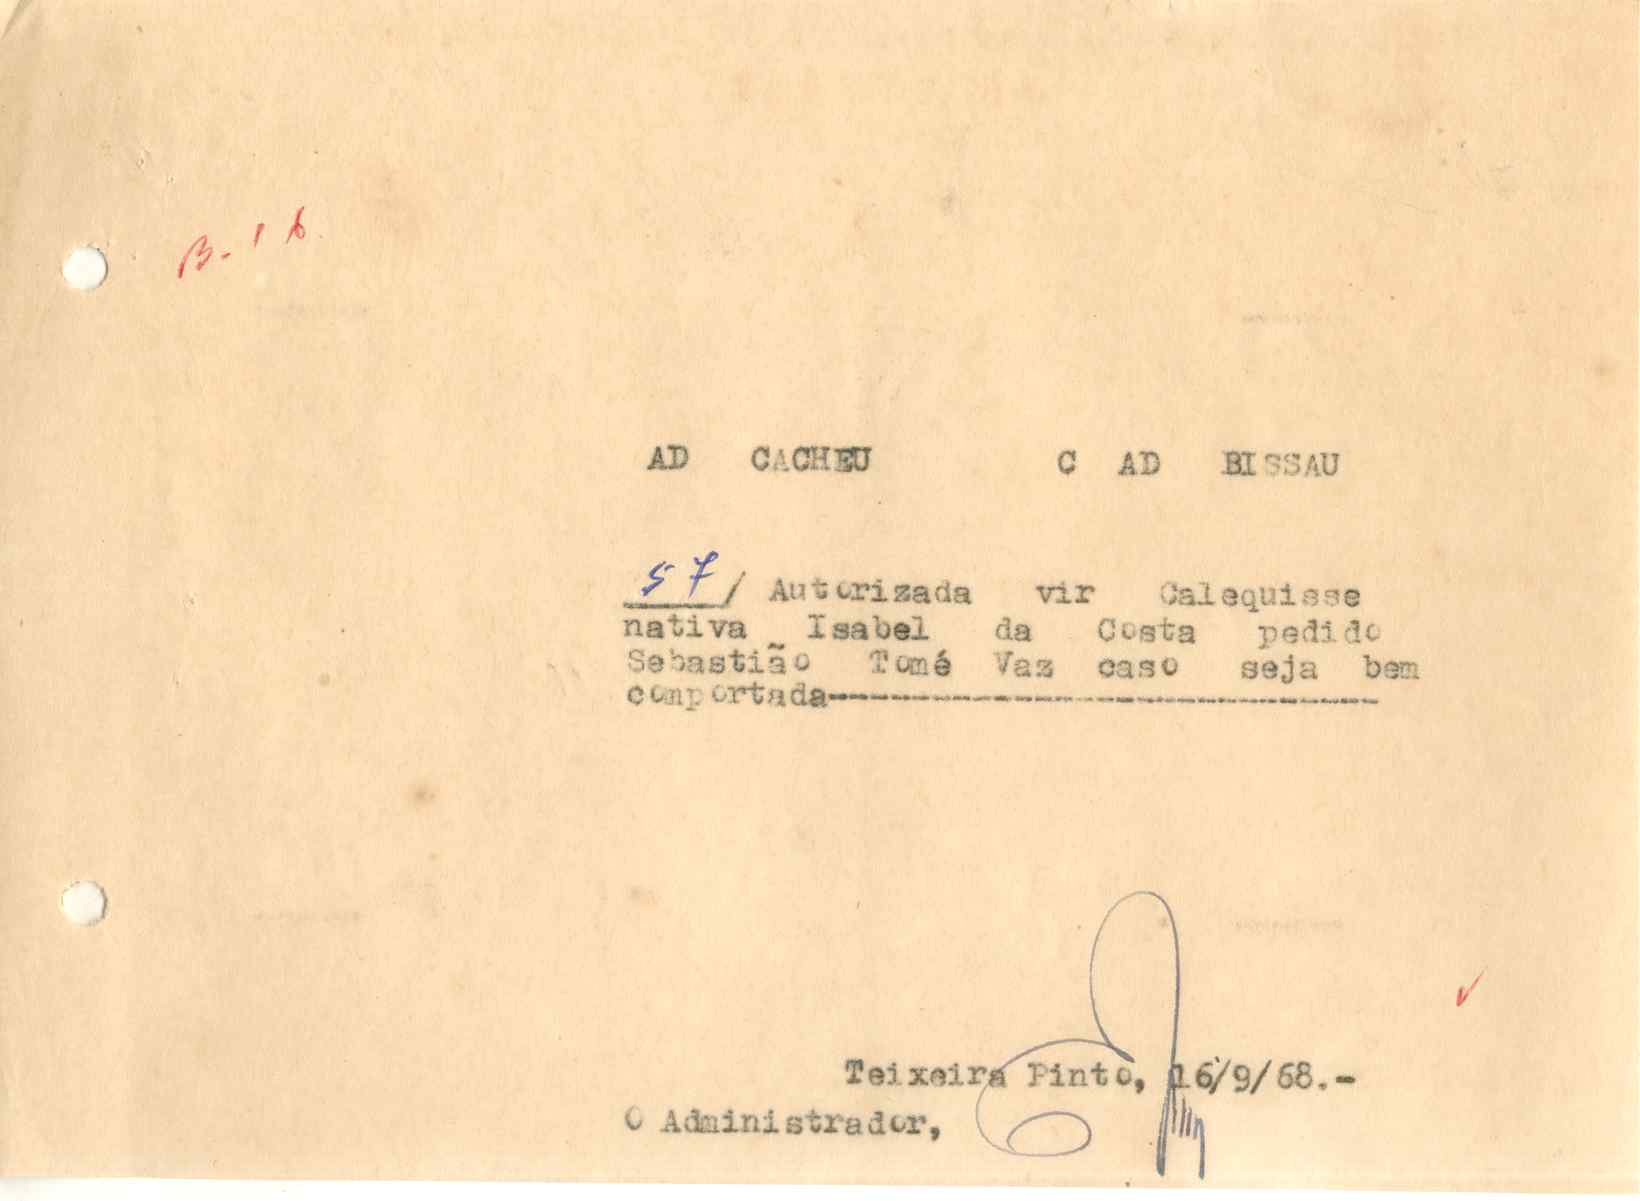 B-16
AD CACHEU C AD BISSAU
57/ Autorizada vir Calequisse
nativa Isabel da Costa pedido
Sebastião Tomé Vaz caso seja bem
comportada--------------------------------
Teixeira Pinto, 16/9/68.-
O Administrador,